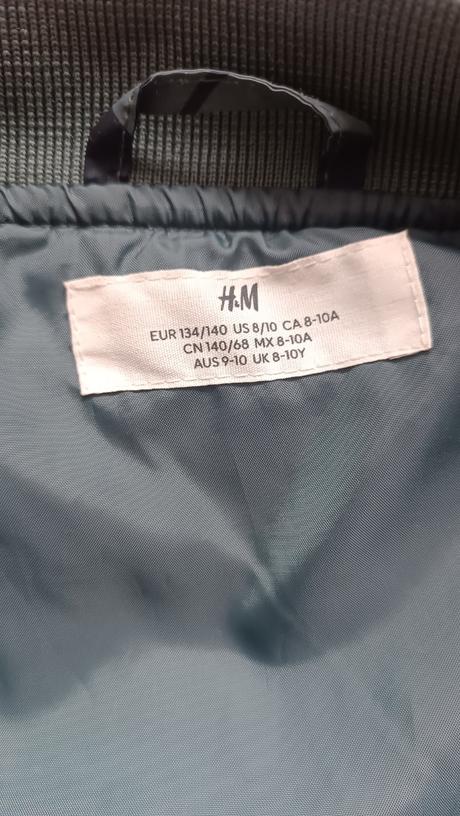 H&M
EUR 134/140 US 8/10 CA 8-10A
CN 140/68 MX 8-10A
AUS 9-10 UK 8-10Y